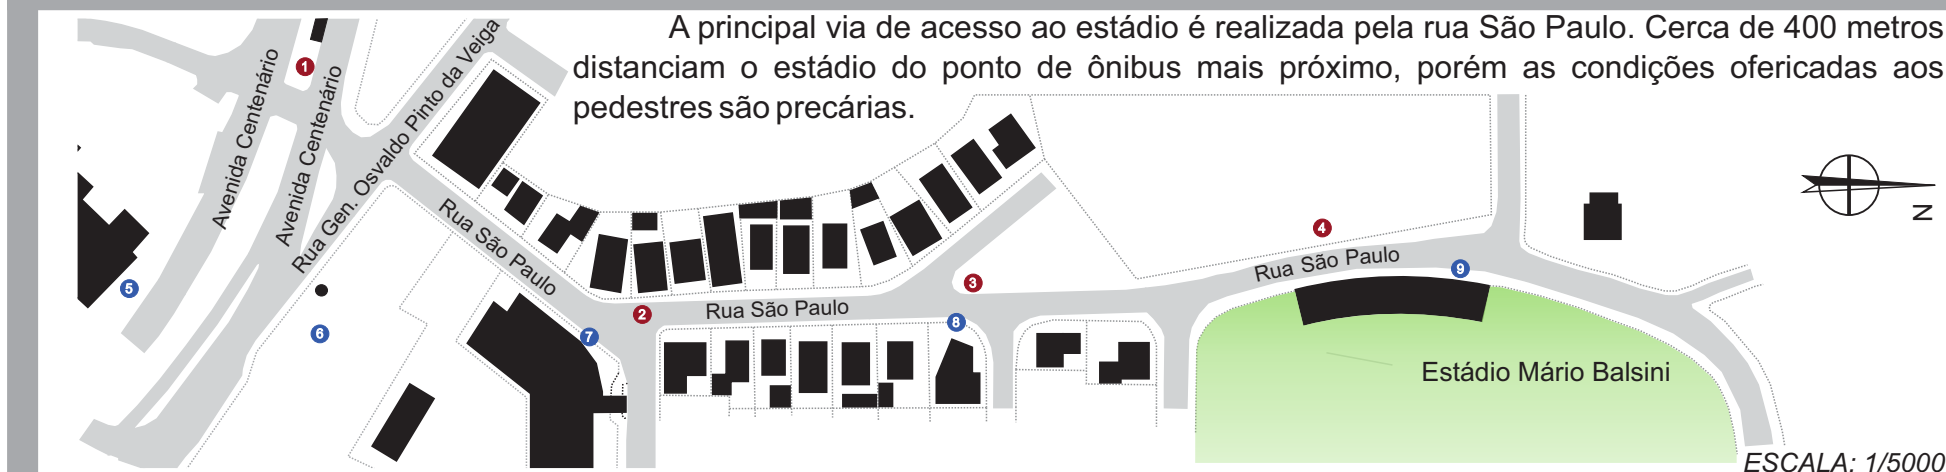 A principal via de acesso ao estádio é realizada pela rua São Paulo. Cerca de 400 metros
distanciam o estádio do ponto de ônibus mais próximo, porém as condições ofericadas aos
pedestres são precárias.
1
Avenida Centenário
Avenida Centenário
Rua Gen. Osvaldo Pinto da Veiga
Rua São Paulo
N
4
Rua São Paulo
9
5
3
6
2
Rua São Paulo
8
7
Estádio Mário Balsini
ESCALA: 1/5000